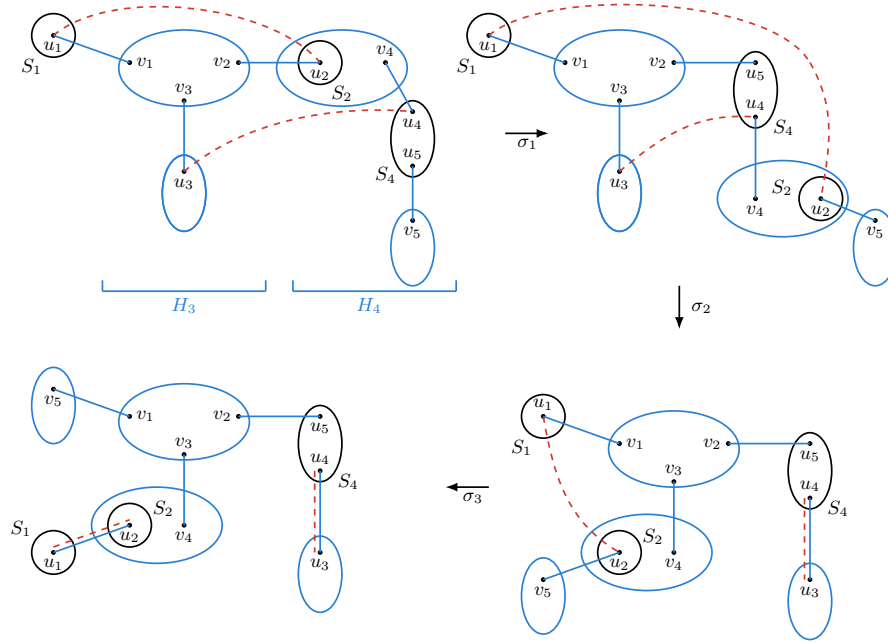 u₁ S₁ v₁ v₂ v₃ u₂ S₂ v₄ u₄ u₅ S₄ u₃ v₅
H₃ H₄
σ₁
u₁ S₁ v₁ v₂ v₃ u₅ u₄ S₄ u₃ S₂ v₄ u₂ v₅
σ₂
v₅ v₁ v₂ v₃ u₅ u₄ S₄ S₁ u₁ S₂ u₂ v₄ u₃
σ₃
u₁ S₁ v₁ v₂ v₃ u₅ u₄ S₄ S₂ u₂ v₄ v₅ u₃